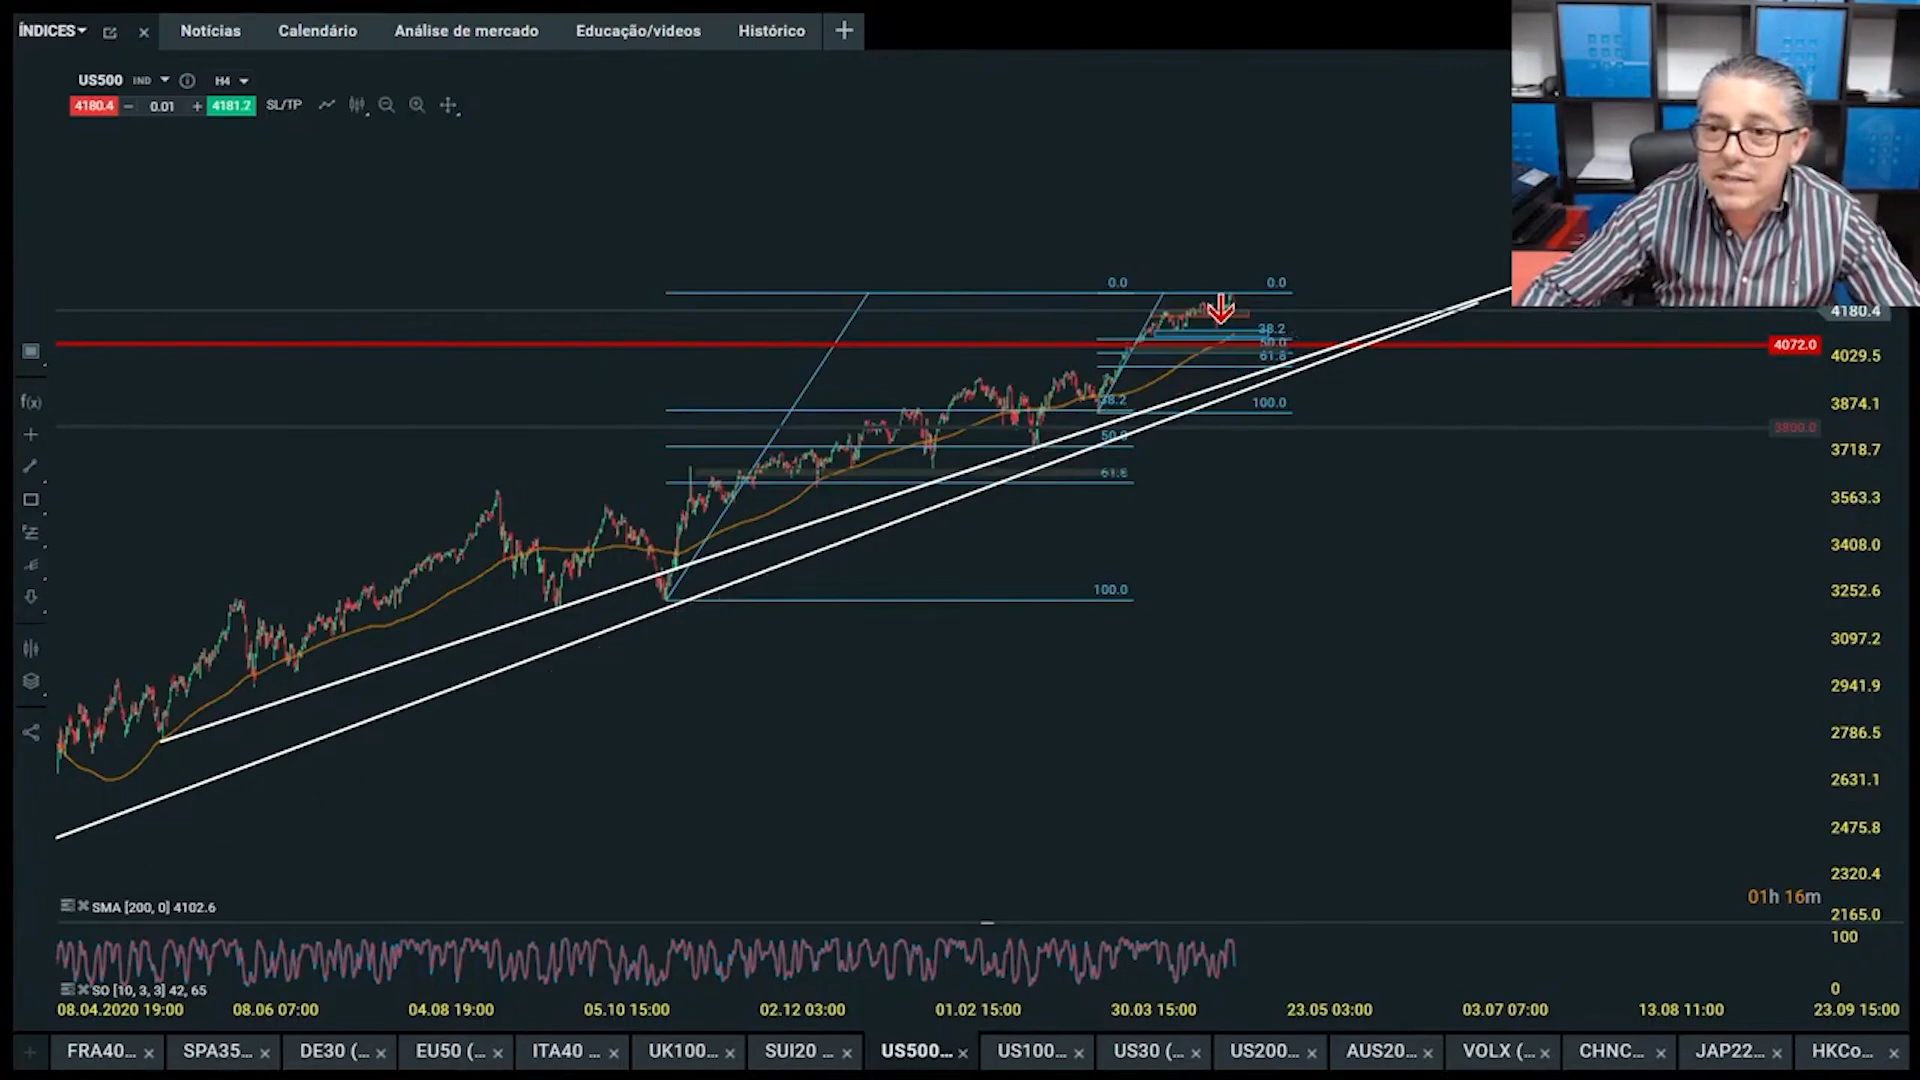 ÍNDICES
Notícias
Calendário
Análise de mercado
Educação/videos
Histórico
US500 IND H4
4180.4 − 0.01 + 4181.2 SL/TP
0.0
0.0
38.2
50.0
61.8
100.0
38.2
50.0
61.8
100.0
f(x)
4180.4
4072.0
4029.5
3874.1
3800.0
3718.7
3563.3
3408.0
3252.6
3097.2
2941.9
2786.5
2631.1
2475.8
2320.4
01h 16m
2165.0
SMA [200, 0] 4102.6
100
SO [10, 3, 3] 42, 65
0
08.04.2020 19:00
08.06 07:00
04.08 19:00
05.10 15:00
02.12 03:00
01.02 15:00
30.03 15:00
23.05 03:00
03.07 07:00
13.08 11:00
23.09 15:00
FRA40...
SPA35...
DE30 (...
EU50 (...
ITA40 ...
UK100...
SUI20 ...
US500...
US100...
US30 (...
US200...
AUS20...
VOLX (...
CHNC...
JAP22...
HKCo...